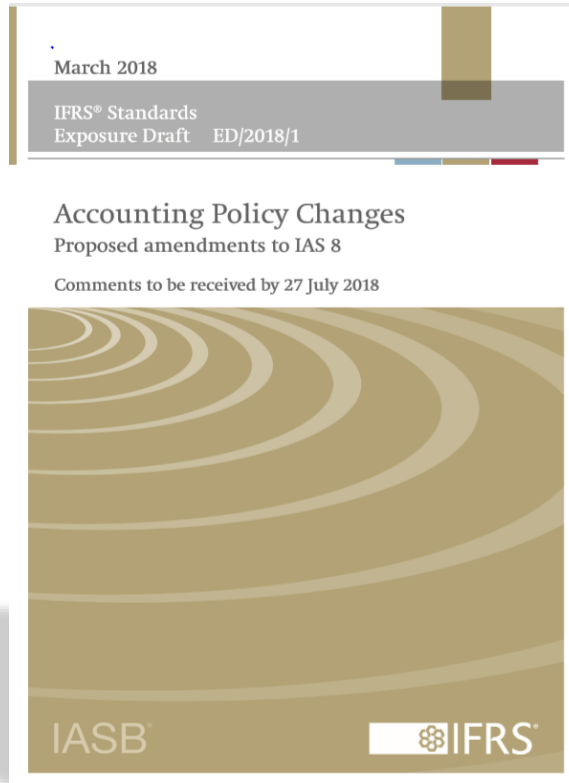 March 2018
IFRS® Standards
Exposure Draft ED/2018/1
Accounting Policy Changes
Proposed amendments to IAS 8
Comments to be received by 27 July 2018
IASB®
IFRS®